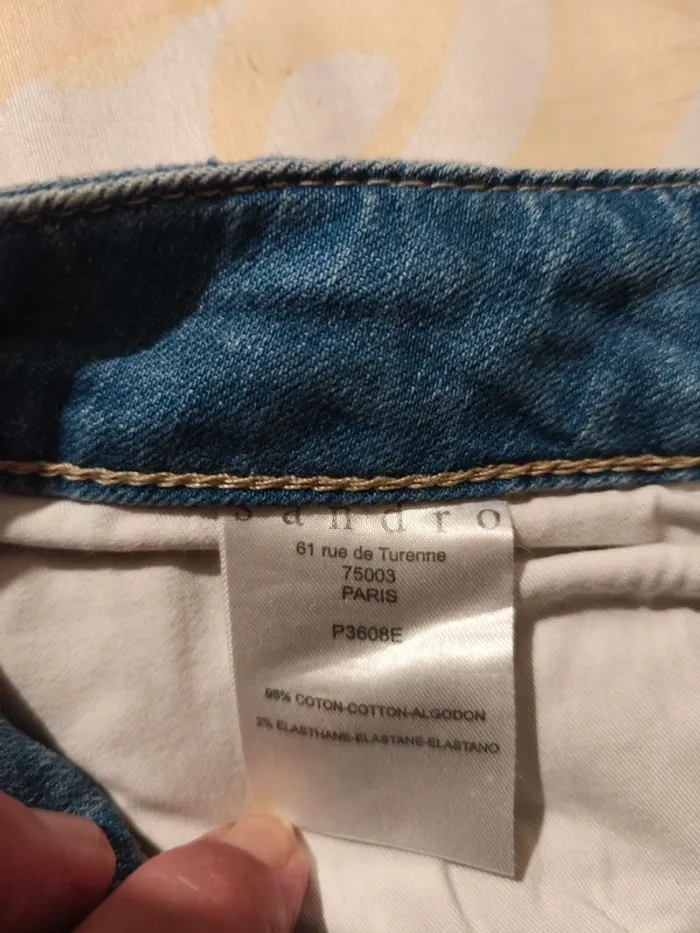 sandro
61 rue de Turenne
75003
PARIS
P3608E
98% COTON-COTTON-ALGODON
2% ELASTHANE-ELASTANE-ELASTANO